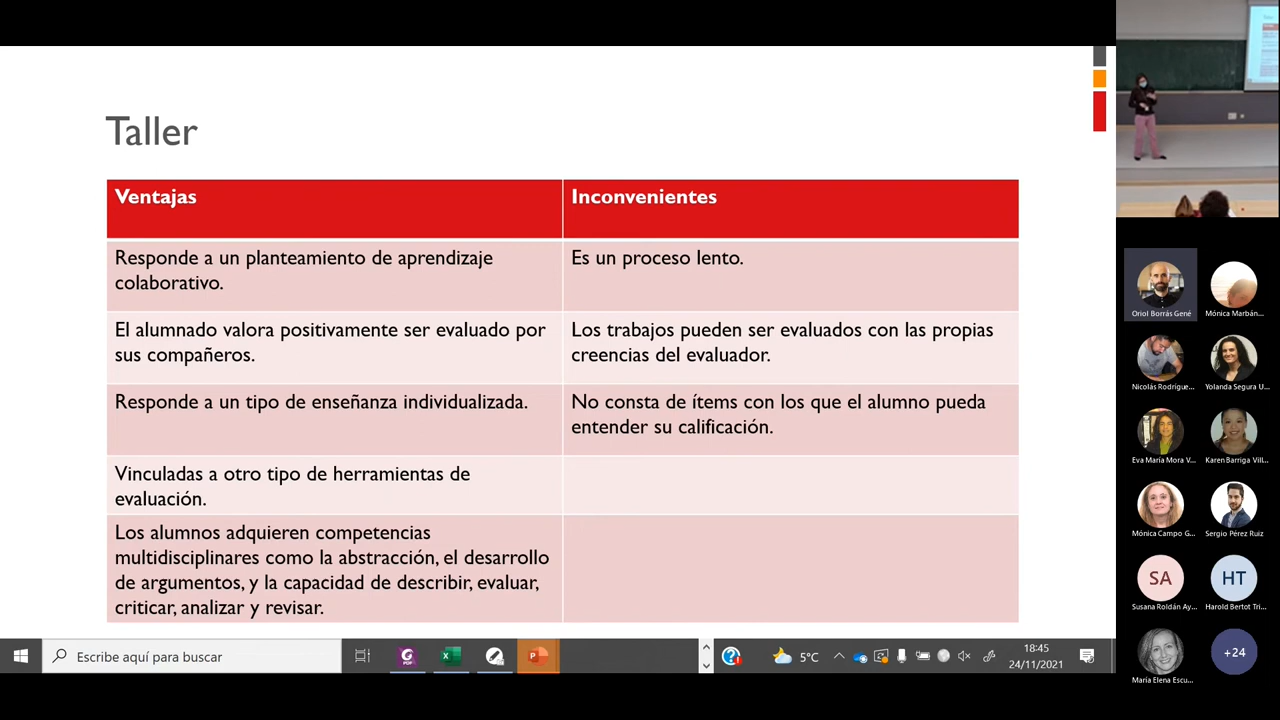 Taller
Ventajas
Inconvenientes
Responde a un planteamiento de aprendizaje
colaborativo.
Es un proceso lento.
El alumnado valora positivamente ser evaluado por
sus compañeros.
Los trabajos pueden ser evaluados con las propias
creencias del evaluador.
Responde a un tipo de enseñanza individualizada.
No consta de ítems con los que el alumno pueda
entender su calificación.
Vinculadas a otro tipo de herramientas de
evaluación.
Los alumnos adquieren competencias
multidisciplinares como la abstracción, el desarrollo
de argumentos, y la capacidad de describir, evaluar,
criticar, analizar y revisar.
Escribe aquí para buscar
5°C
18:45
24/11/2021
Oriol Borrás Gené
Mónica Marbán...
Nicolás Rodrígue...
Yolanda Segura U...
Eva María Mora V...
Karen Barriga Vill...
Mónica Campo G...
Sergio Pérez Ruiz
SA
HT
Susana Roldán Ay...
Harold Bertot Tri...
María Elena Escu...
+24